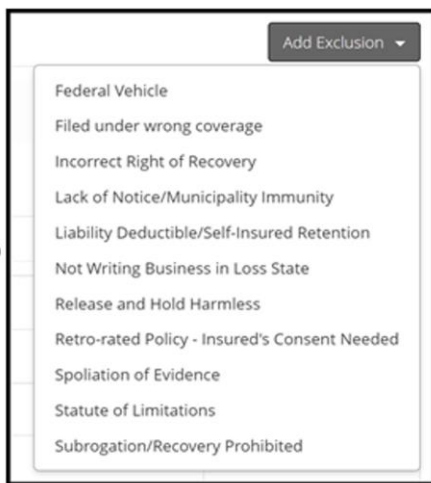 Add Exclusion
Federal Vehicle
Filed under wrong coverage
Incorrect Right of Recovery
Lack of Notice/Municipality Immunity
Liability Deductible/Self-Insured Retention
Not Writing Business in Loss State
Release and Hold Harmless
Retro-rated Policy - Insured's Consent Needed
Spoliation of Evidence
Statute of Limitations
Subrogation/Recovery Prohibited